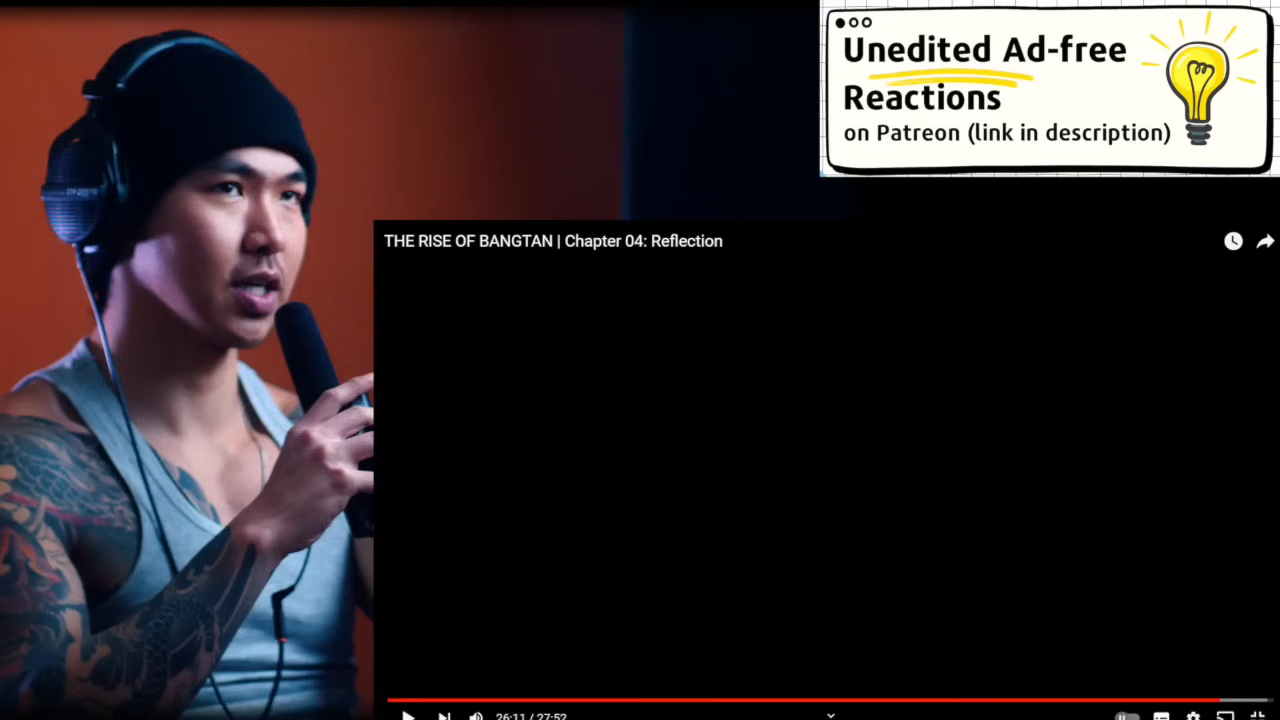 Unedited Ad-free
Reactions
on Patreon (link in description)
THE RISE OF BANGTAN | Chapter 04: Reflection
26:11 / 27:52